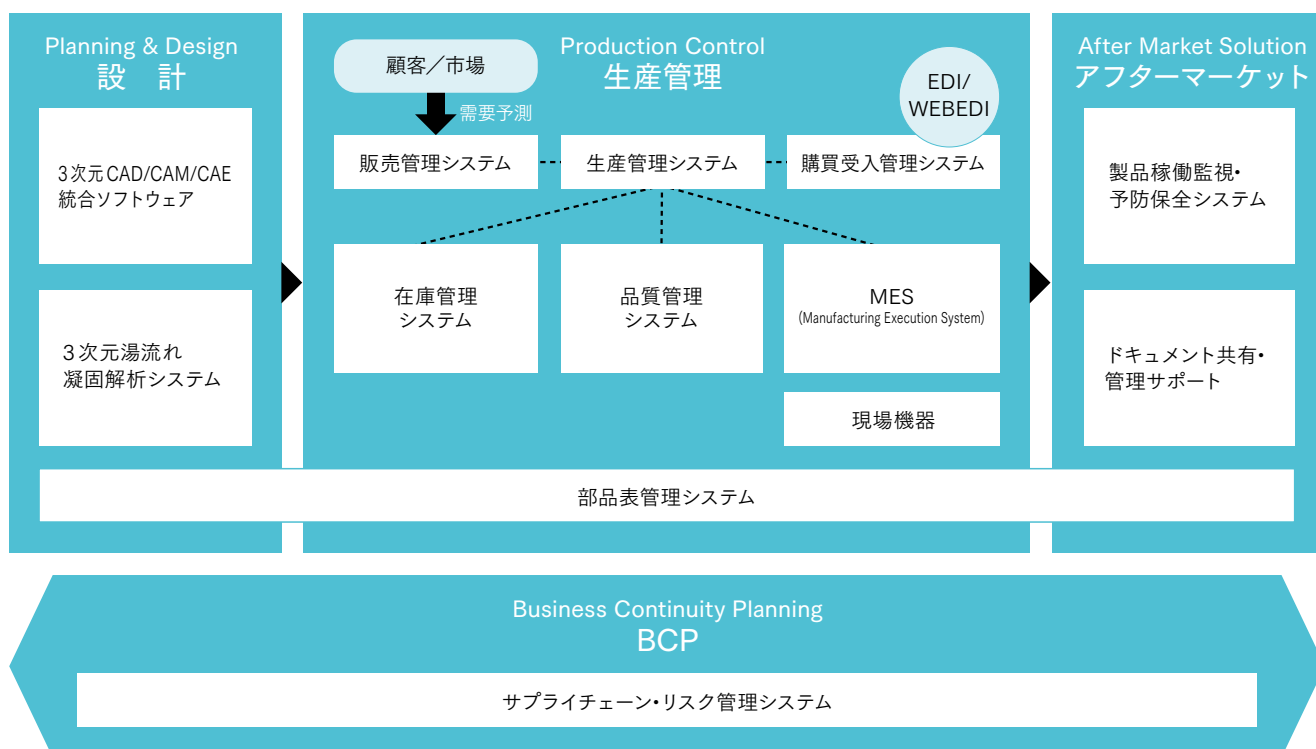 Planning & Design
設　計
3次元CAD/CAM/CAE
統合ソフトウェア
3次元湯流れ
凝固解析システム
Production Control
生産管理
顧客／市場
需要予測
EDI/
WEBEDI
販売管理システム
生産管理システム
購買受入管理システム
在庫管理
システム
品質管理
システム
MES
(Manufacturing Execution System)
現場機器
After Market Solution
アフターマーケット
製品稼働監視・
予防保全システム
ドキュメント共有・
管理サポート
部品表管理システム
Business Continuity Planning
BCP
サプライチェーン・リスク管理システム